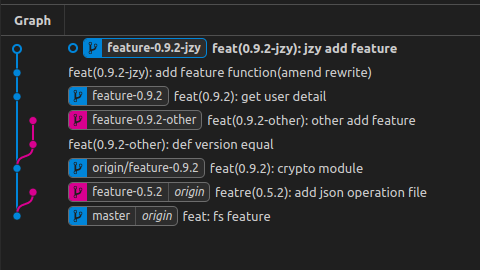 Graph
feature-0.9.2-jzy feat(0.9.2-jzy): jzy add feature
feat(0.9.2-jzy): add feature function(amend rewrite)
feature-0.9.2 feat(0.9.2): get user detail
feature-0.9.2-other feat(0.9.2-other): other add feature
feat(0.9.2-other): def version equal
origin/feature-0.9.2 feat(0.9.2): crypto module
feature-0.5.2 origin featre(0.5.2): add json operation file
master origin feat: fs feature